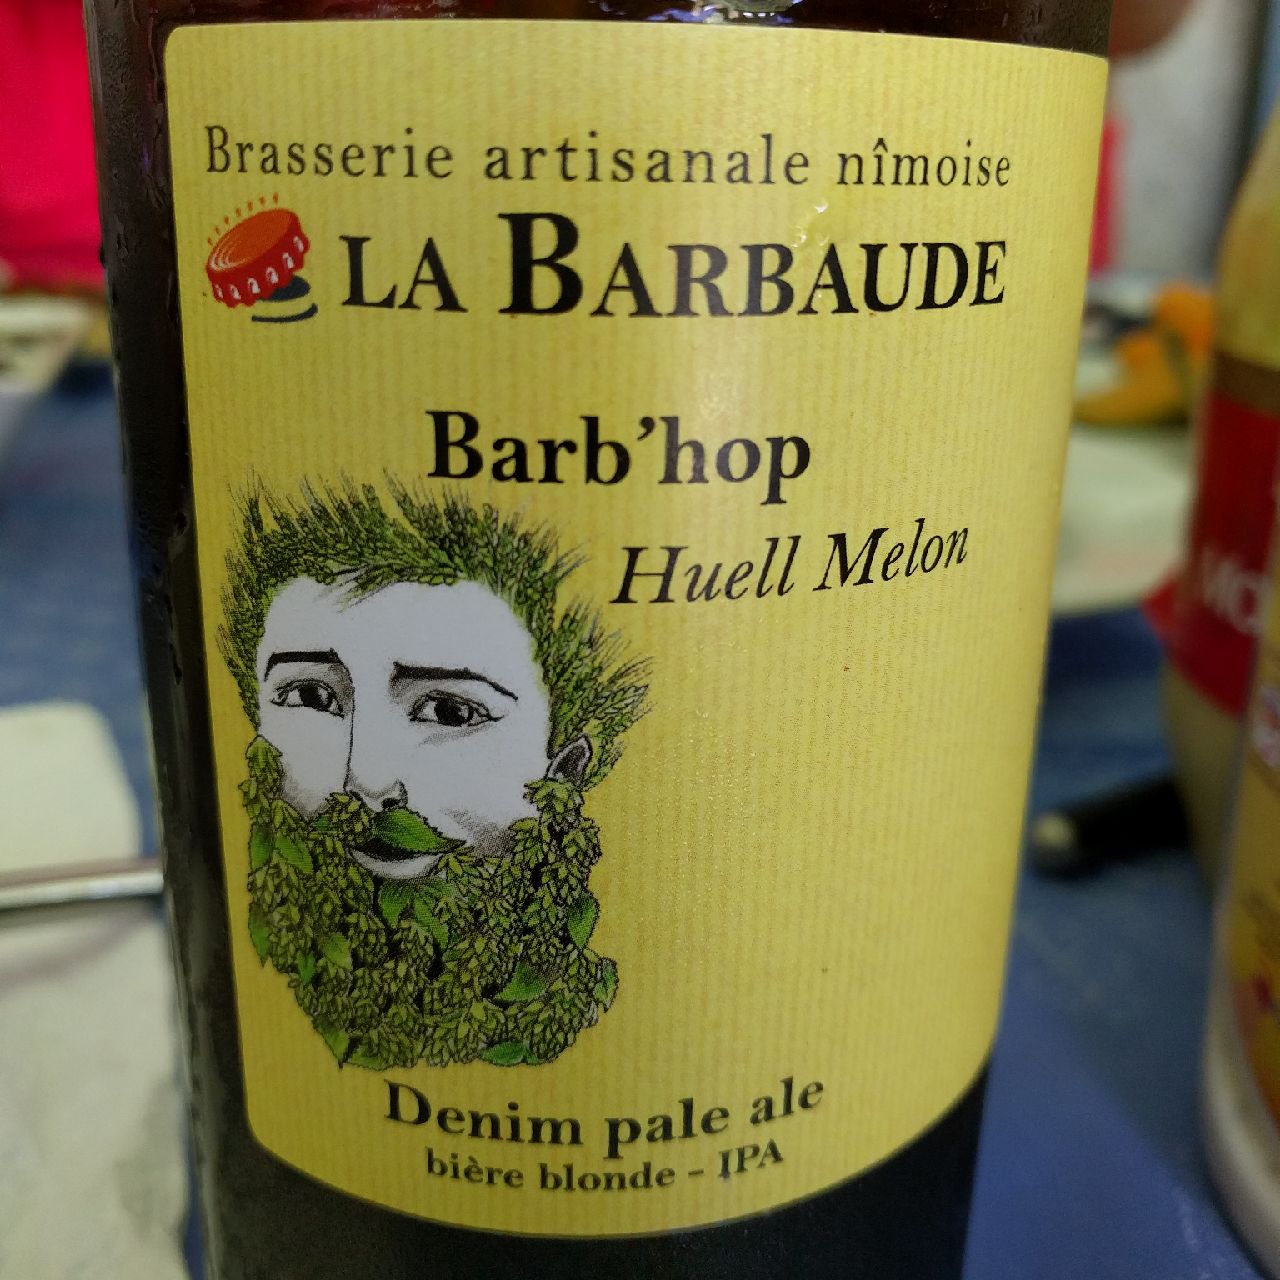 Brasserie artisanale nîmoise
LA BARBAUDE
Barb'hop
Huell Melon
Denim pale ale
bière blonde - IPA